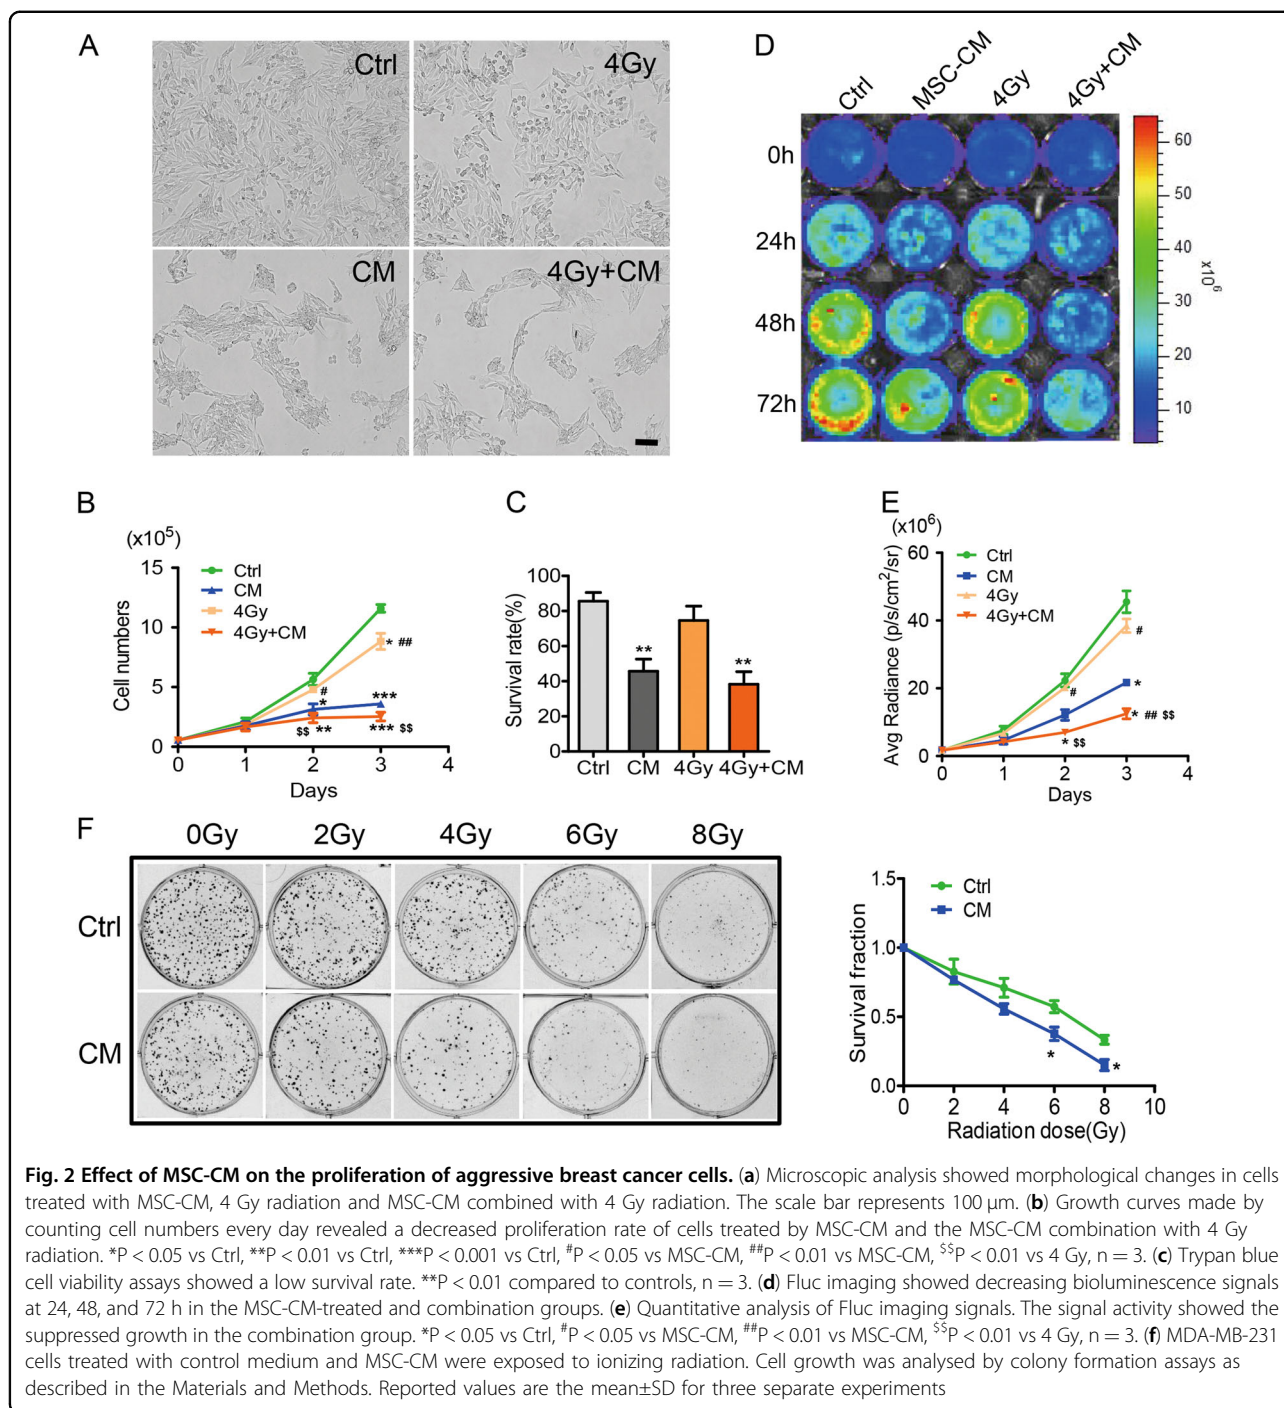 A
Ctrl
4Gy
CM
4Gy+CM
D
Ctrl
MSC-CM
4Gy
4Gy+CM
0h
24h
48h
72h
60
50
40
30
20
10
x10⁶
B
(x10⁵)
Cell numbers
15
10
5
0
Ctrl
CM
4Gy
4Gy+CM
* ##
#
*
***
$$ **
*** $$
0 1 2 3 4
Days
C
Survival rate(%)
100
80
60
40
20
0
**
**
Ctrl CM 4Gy 4Gy+CM
E
(x10⁶)
Avg Radiance (p/s/cm²/sr)
60
40
20
0
Ctrl
CM
4Gy
4Gy+CM
#
#
*
* ## $$
* $$
0 1 2 3 4
Days
F
0Gy 2Gy 4Gy 6Gy 8Gy
Ctrl
CM
Survival fraction
1.5
1.0
0.5
0.0
Ctrl
CM
*
*
0 2 4 6 8 10
Radiation dose(Gy)
Fig. 2 Effect of MSC-CM on the proliferation of aggressive breast cancer cells. (a) Microscopic analysis showed morphological changes in cells
treated with MSC-CM, 4 Gy radiation and MSC-CM combined with 4 Gy radiation. The scale bar represents 100 μm. (b) Growth curves made by
counting cell numbers every day revealed a decreased proliferation rate of cells treated by MSC-CM and the MSC-CM combination with 4 Gy
radiation. *P < 0.05 vs Ctrl, **P < 0.01 vs Ctrl, ***P < 0.001 vs Ctrl, #P < 0.05 vs MSC-CM, ##P < 0.01 vs MSC-CM, $$P < 0.01 vs 4 Gy, n = 3. (c) Trypan blue
cell viability assays showed a low survival rate. **P < 0.01 compared to controls, n = 3. (d) Fluc imaging showed decreasing bioluminescence signals
at 24, 48, and 72 h in the MSC-CM-treated and combination groups. (e) Quantitative analysis of Fluc imaging signals. The signal activity showed the
suppressed growth in the combination group. *P < 0.05 vs Ctrl, #P < 0.05 vs MSC-CM, ##P < 0.01 vs MSC-CM, $$P < 0.01 vs 4 Gy, n = 3. (f) MDA-MB-231
cells treated with control medium and MSC-CM were exposed to ionizing radiation. Cell growth was analysed by colony formation assays as
described in the Materials and Methods. Reported values are the mean±SD for three separate experiments